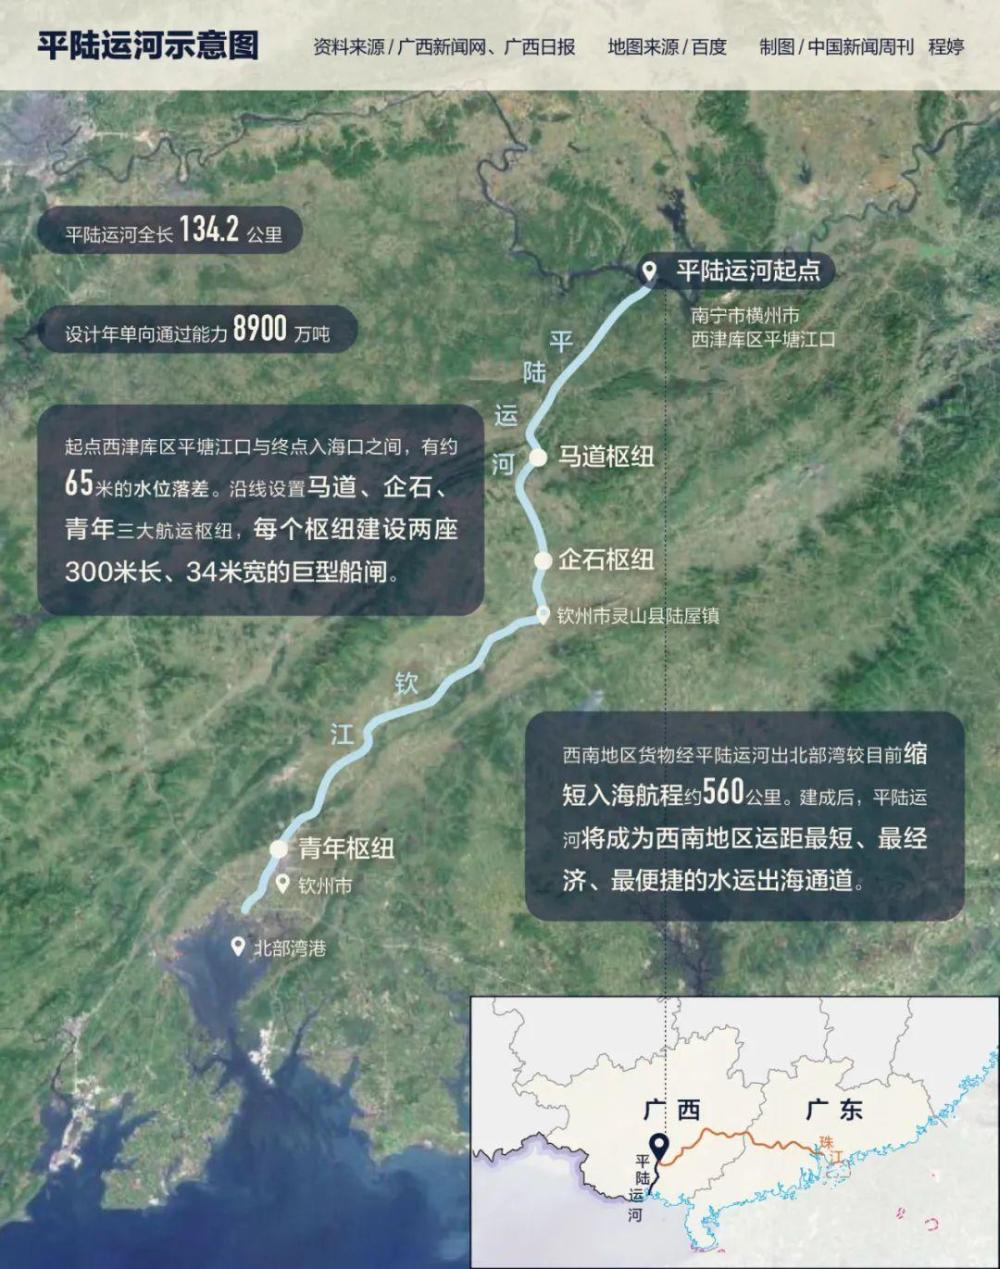 平陆运河示意图
资料来源/广西新闻网、广西日报 地图来源/百度 制图/中国新闻周刊 程婷
平陆运河全长 134.2 公里
平陆运河起点
南宁市横州市
西津库区平塘江口
设计年单向通过能力 8900 万吨
平
陆
运
河
起点西津库区平塘江口与终点入海口之间，有约
65米的水位落差。沿线设置马道、企石、
青年三大航运枢纽，每个枢纽建设两座
300米长、34米宽的巨型船闸。
马道枢纽
企石枢纽
钦州市灵山县陆屋镇
钦
江
西南地区货物经平陆运河出北部湾较目前缩
短入海航程约560公里。建成后，平陆运
河将成为西南地区运距最短、最经
济、最便捷的水运出海通道。
青年枢纽
钦州市
北部湾港
广西
广东
珠
江
平
陆
运
河